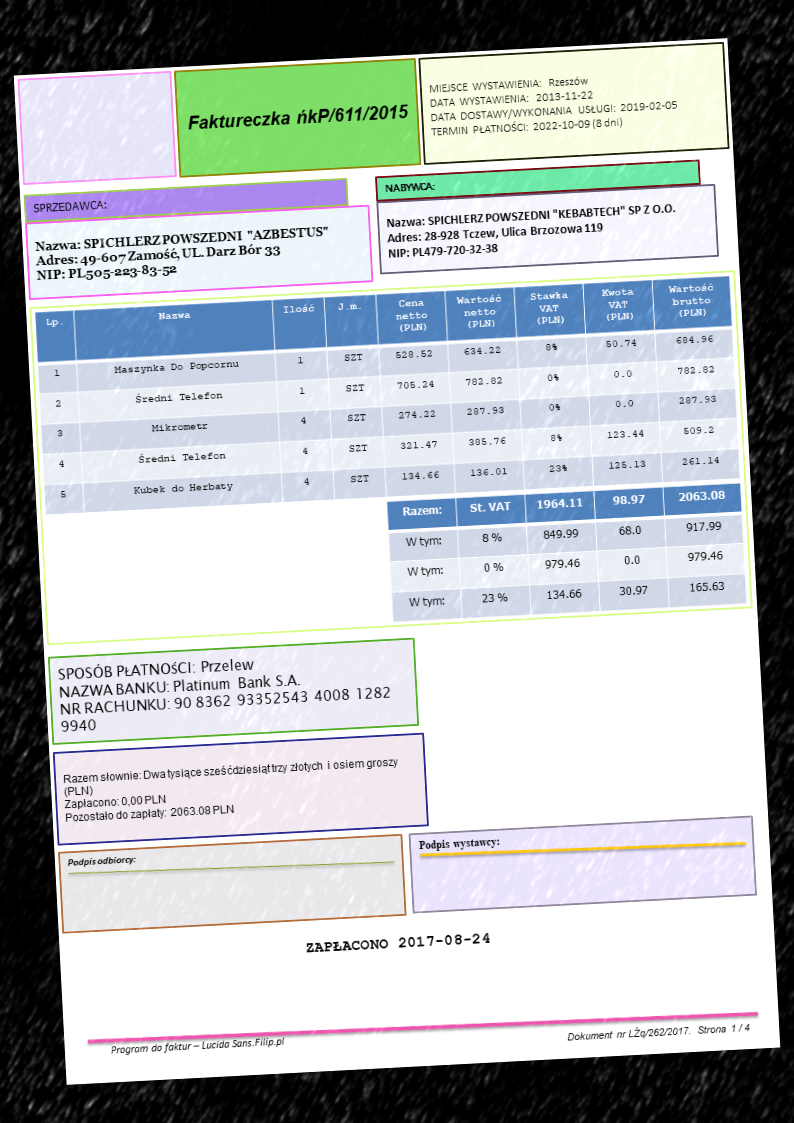 Faktureczka ńkP/611/2015
MIEJSCE WYSTAWIENIA: Rzeszów
DATA WYSTAWIENIA: 2013-11-22
DATA DOSTAWY/WYKONANIA USŁUGI: 2019-02-05
TERMIN PŁATNOŚCI: 2022-10-09 (8 dni)
SPRZEDAWCA:
Nazwa: SPICHLERZ POWSZEDNI "AZBESTUS"
Adres: 49-607 Zamość, UL. Darz Bór 33
NIP: PL505-223-83-52
NABYWCA:
Nazwa: SPICHLERZ POWSZEDNI "KEBABTECH" SP Z O.O.
Adres: 28-928 Tczew, Ulica Brzozowa 119
NIP: PL479-720-32-38
Lp. Nazwa Ilość J.m. Cena netto (PLN) Wartość netto (PLN) Stawka VAT (PLN) Kwota VAT (PLN) Wartość brutto (PLN)
1 Maszynka Do Popcornu 1 SZT 528.52 634.22 8% 50.74 684.96
2 Średni Telefon 1 SZT 705.24 782.82 0% 0.0 782.82
3 Mikrometr 4 SZT 274.22 287.93 0% 0.0 287.93
4 Średni Telefon 4 SZT 321.47 385.76 8% 123.44 509.2
5 Kubek do Herbaty 4 SZT 134.66 136.01 23% 125.13 261.14
Razem: St. VAT 1964.11 98.97 2063.08
W tym: 8 % 849.99 68.0 917.99
W tym: 0 % 979.46 0.0 979.46
W tym: 23 % 134.66 30.97 165.63
SPOSÓB PŁATNOŚCI: Przelew
NAZWA BANKU: Platinum Bank S.A.
NR RACHUNKU: 90 8362 93352543 4008 1282
9940
Razem słownie: Dwa tysiące sześćdziesiąt trzy złotych i osiem groszy
(PLN)
Zapłacono: 0,00 PLN
Pozostało do zapłaty: 2063.08 PLN
Podpis odbiorcy:
Podpis wystawcy:
ZAPŁACONO 2017-08-24
Program do faktur – Lucida Sans.Filip.pl
Dokument nr LŻq/262/2017. Strona 1 / 4